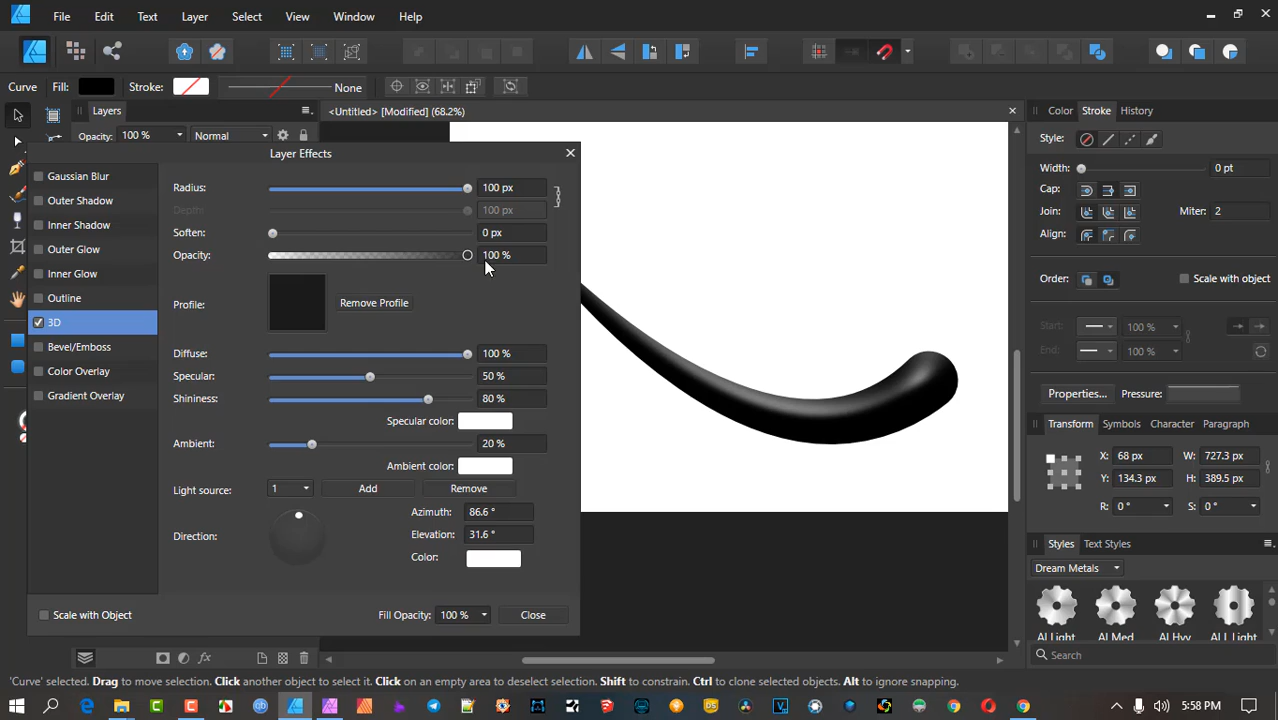 File Edit Text Layer Select View Window Help
Curve Fill: Stroke: None
Layers
<Untitled> [Modified] (68.2%)
Color Stroke History
Opacity: 100 % Normal
Style:
Layer Effects
Width: 0 pt
Gaussian Blur
Radius: 100 px
Cap:
Outer Shadow
Depth: 100 px
Join: Miter: 2
Inner Shadow
Soften: 0 px
Align:
Outer Glow
Opacity: 100 %
Inner Glow
Order: Scale with object
Outline
Profile: Remove Profile
3D
Start: 100 %
Bevel/Emboss
Diffuse: 100 %
End: 100 %
Color Overlay
Specular: 50 %
Gradient Overlay
Shininess: 80 %
Properties... Pressure:
Specular color:
Transform Symbols Character Paragraph
Ambient: 20 %
X: 68 px W: 727.3 px
Ambient color:
Y: 134.3 px H: 389.5 px
Light source: 1 Add Remove
R: 0 ° S: 0 °
Azimuth: 86.6 °
Direction:
Elevation: 31.6 °
Styles Text Styles
Color:
Dream Metals
Scale with Object
Fill Opacity: 100 % Close
Al Light Al Med Al Hvy Al L Light
Search
'Curve' selected. Drag to move selection. Click another object to select it. Click on an empty area to deselect selection. Shift to constrain. Ctrl to clone selected objects. Alt to ignore snapping.
5:58 PM